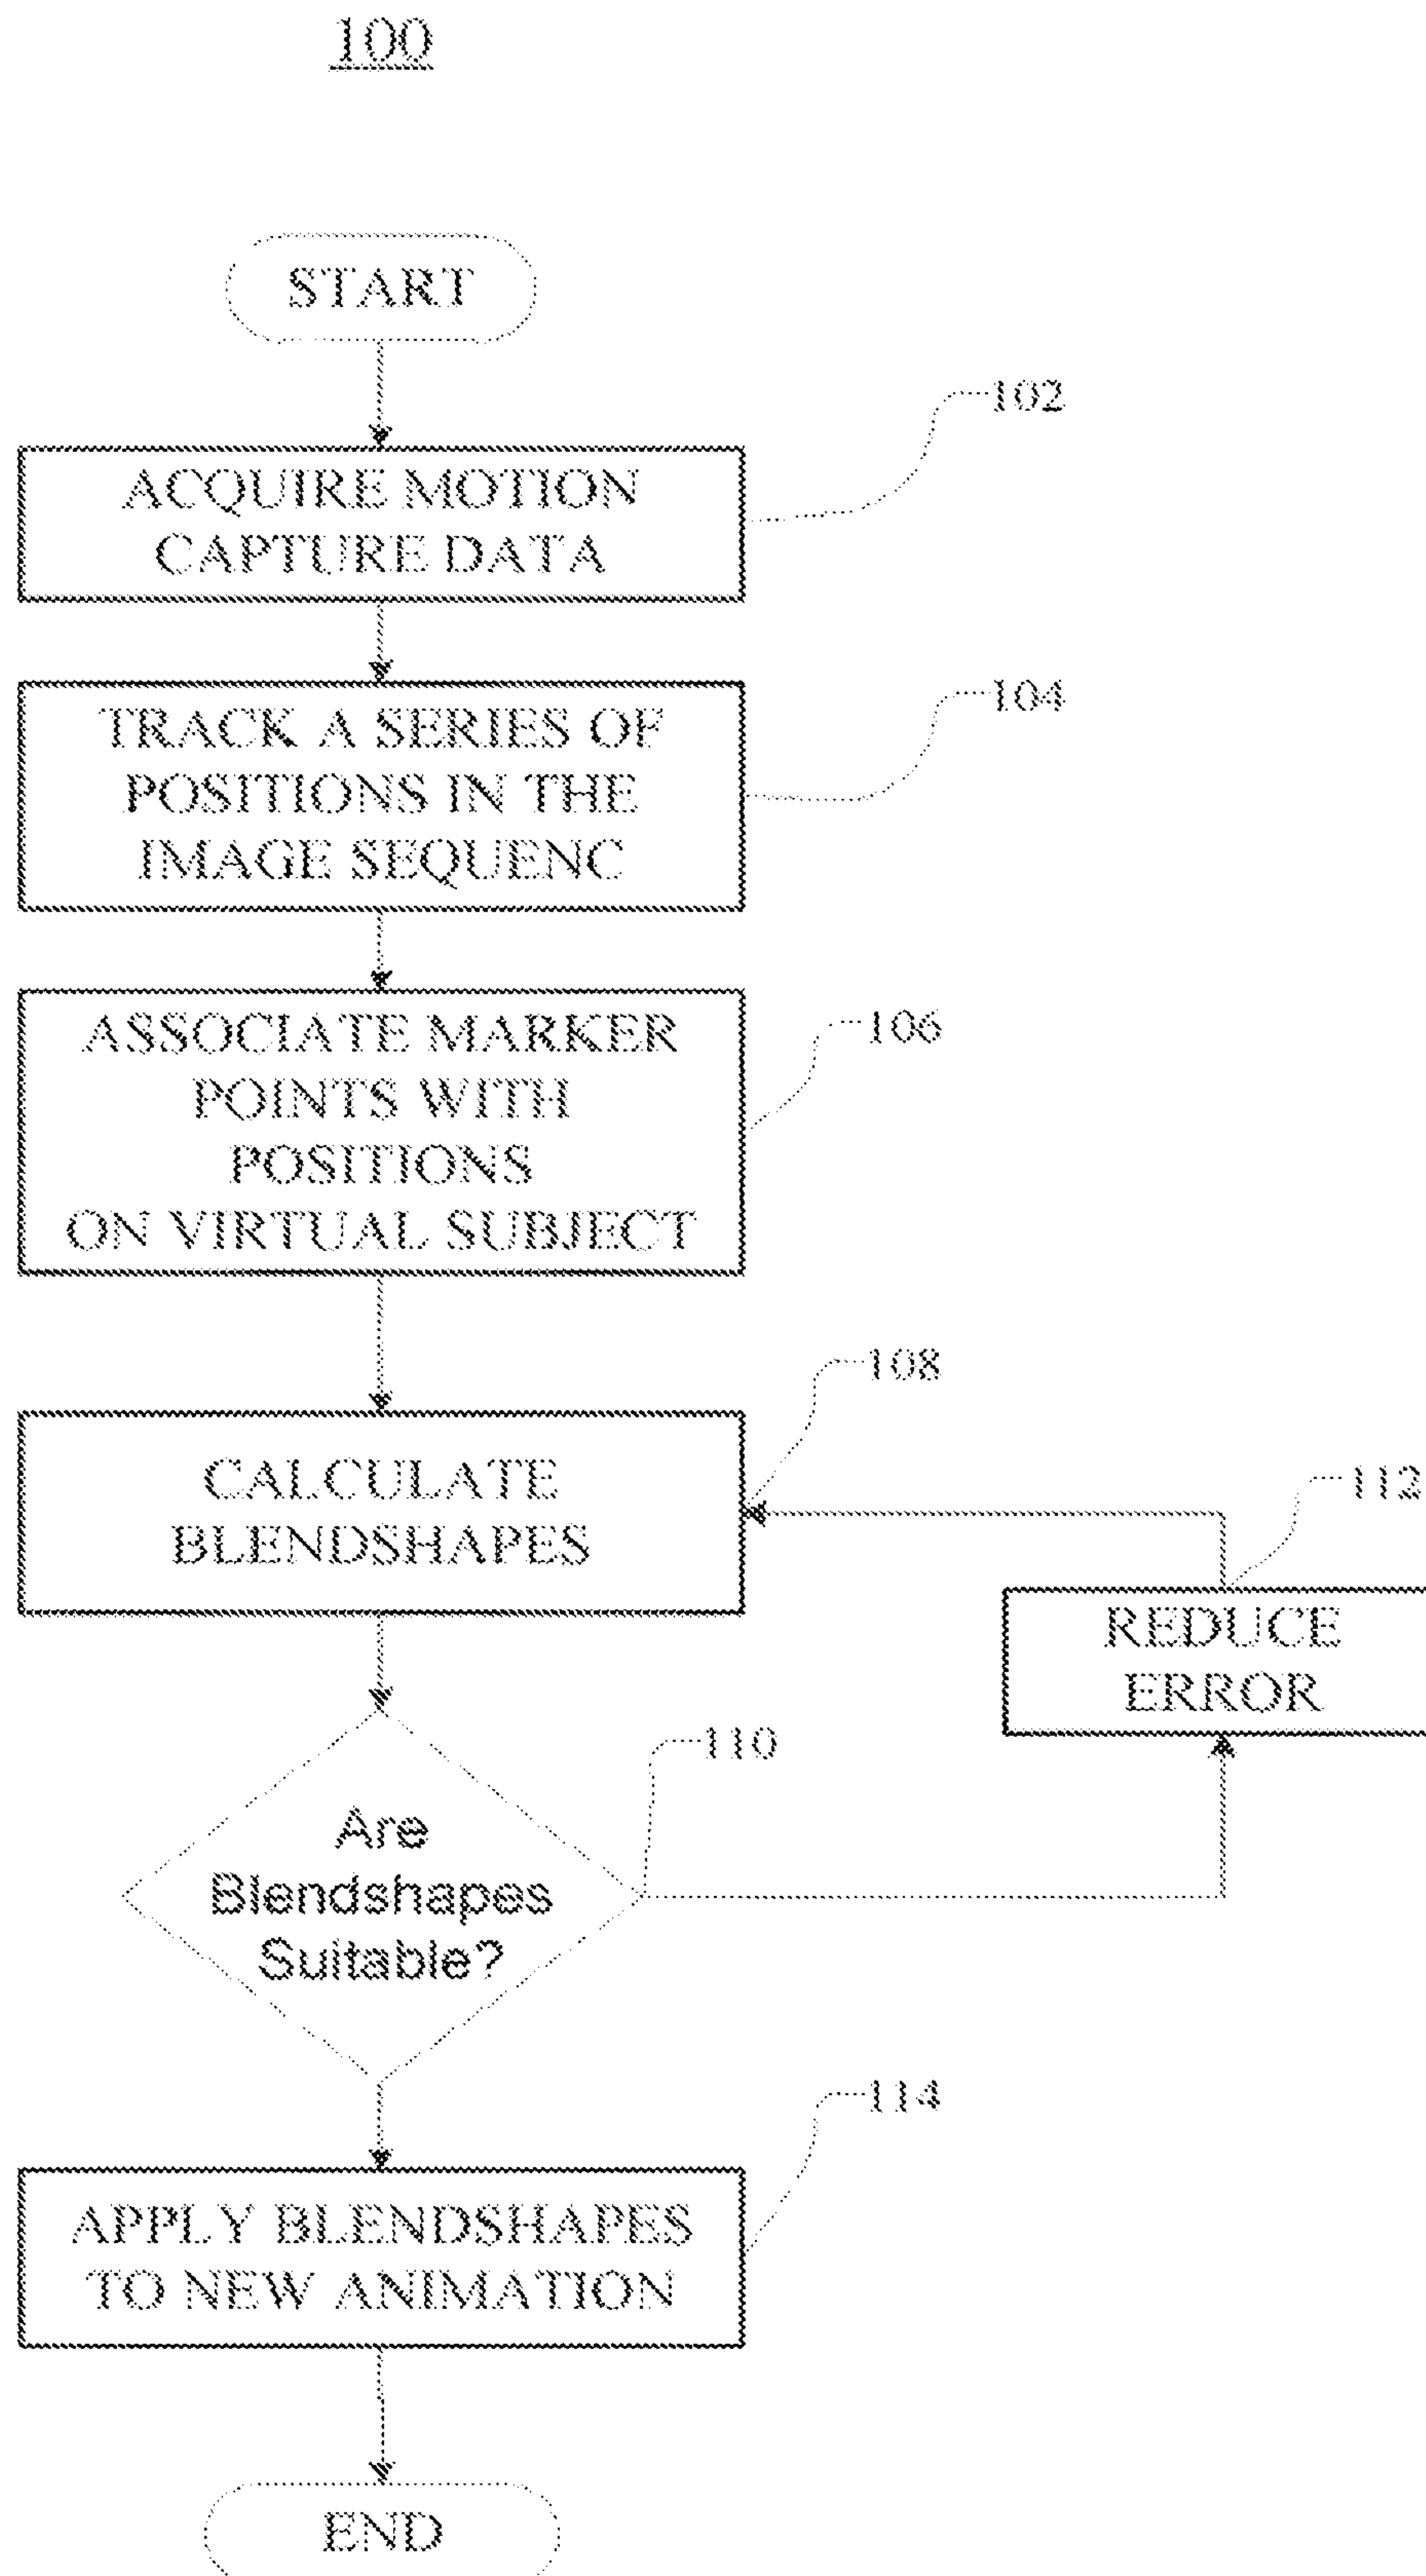 100
START
102
ACQUIRE MOTION
CAPTURE DATA
104
TRACK A SERIES OF
POSITIONS IN THE
IMAGE SEQUENC
106
ASSOCIATE MARKER
POINTS WITH
POSITIONS
ON VIRTUAL SUBJECT
108
CALCULATE
BLENDSHAPES
112
REDUCE
ERROR
110
Are
Blendshapes
Suitable?
114
APPLY BLENDSHAPES
TO NEW ANIMATION
END